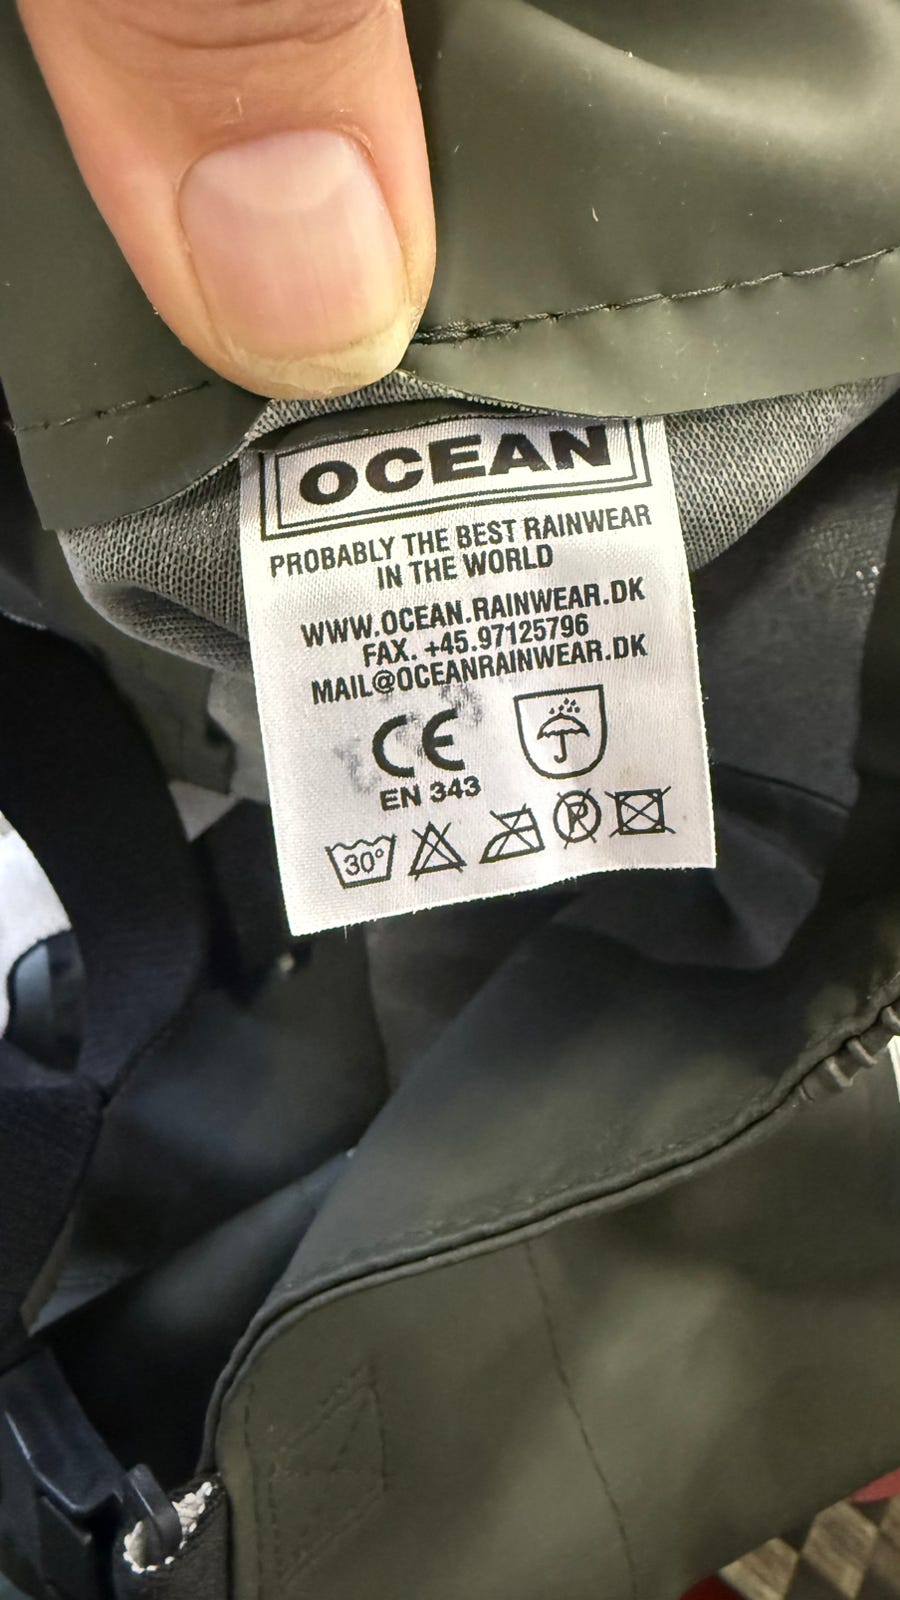 OCEAN
PROBABLY THE BEST RAINWEAR
IN THE WORLD
WWW.OCEAN.RAINWEAR.DK
FAX. +45.97125796
MAIL@OCEANRAINWEAR.DK
CE
EN 343
30° P